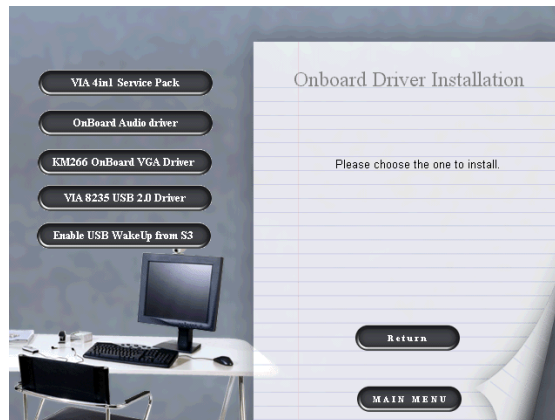 VIA 4in1 Service Pack
OnBoard Audio driver
KM266 OnBoard VGA Driver
VIA 8235 USB 2.0 Driver
Enable USB WakeUp from S3
Onboard Driver Installation
Please choose the one to install.
Return
MAIN MENU